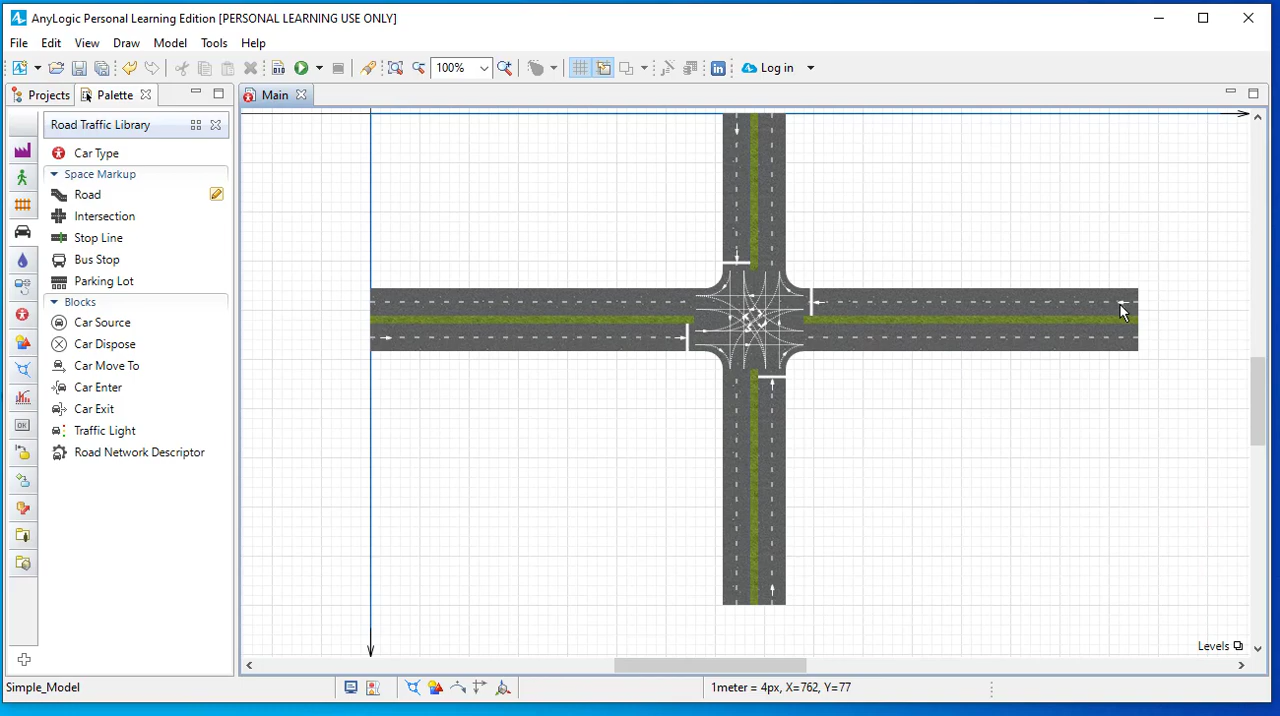 AnyLogic Personal Learning Edition [PERSONAL LEARNING USE ONLY]
File Edit View Draw Model Tools Help
010 100% in Log in
Projects Palette Main
Road Traffic Library
Car Type
Space Markup
Road
Intersection
Stop Line
Bus Stop
Parking Lot
Blocks
Car Source
Car Dispose
Car Move To
Car Enter
Car Exit
Traffic Light
Road Network Descriptor
OK
Levels
Simple_Model 1meter = 4px, X=762, Y=77